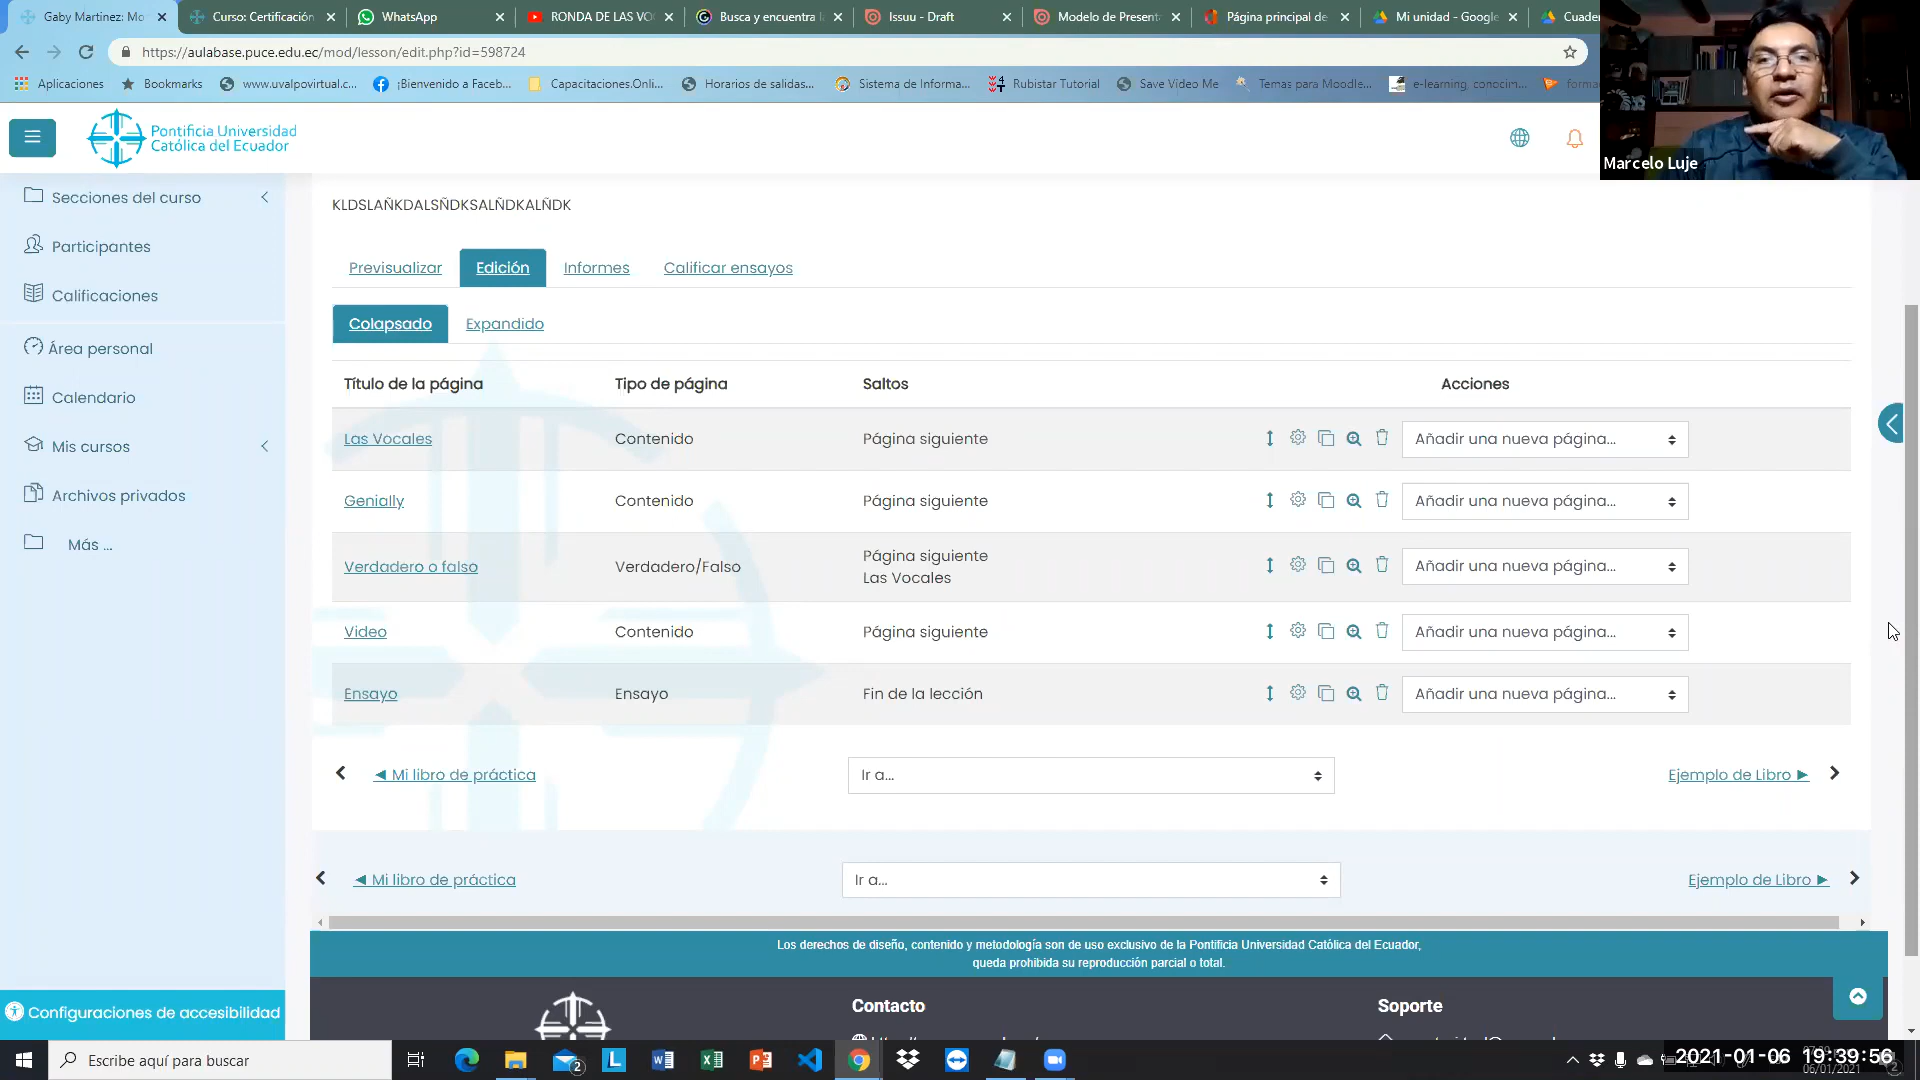 Gaby Martinez: Mo
Curso: Certificación
WhatsApp
RONDA DE LAS VO
Busca y encuentra l
Issuu - Draft
Modelo de Present
Página principal de
Mi unidad - Google
Cuade
https://aulabase.puce.edu.ec/mod/lesson/edit.php?id=598724
Aplicaciones
Bookmarks
www.uvalpovirtual.c...
¡Bienvenido a Faceb...
Capacitaciones.Onli...
Horarios de salidas...
Sistema de Informa...
Rubistar Tutorial
Save Video Me
Temas para Moodle...
e-learning, conocim...
forma
Pontificia Universidad
Católica del Ecuador
Marcelo Luje
Secciones del curso
Participantes
Calificaciones
Área personal
Calendario
Mis cursos
Archivos privados
Más ...
Configuraciones de accesibilidad
KLDSLAÑKDALSÑDKSALÑDKALÑDK
Previsualizar Edición Informes Calificar ensayos
Colapsado Expandido
Título de la página Tipo de página Saltos Acciones
Las Vocales Contenido Página siguiente Añadir una nueva página...
Genially Contenido Página siguiente Añadir una nueva página...
Verdadero o falso Verdadero/Falso Página siguiente Añadir una nueva página...
Las Vocales
Video Contenido Página siguiente Añadir una nueva página...
Ensayo Ensayo Fin de la lección Añadir una nueva página...
◄ Mi libro de práctica Ir a... Ejemplo de Libro ►
◄ Mi libro de práctica Ir a... Ejemplo de Libro ►
Los derechos de diseño, contenido y metodología son de uso exclusivo de la Pontificia Universidad Católica del Ecuador,
queda prohibida su reproducción parcial o total.
Contacto Soporte
Escribe aquí para buscar
2021-01-06 19:39:56
06/01/2021